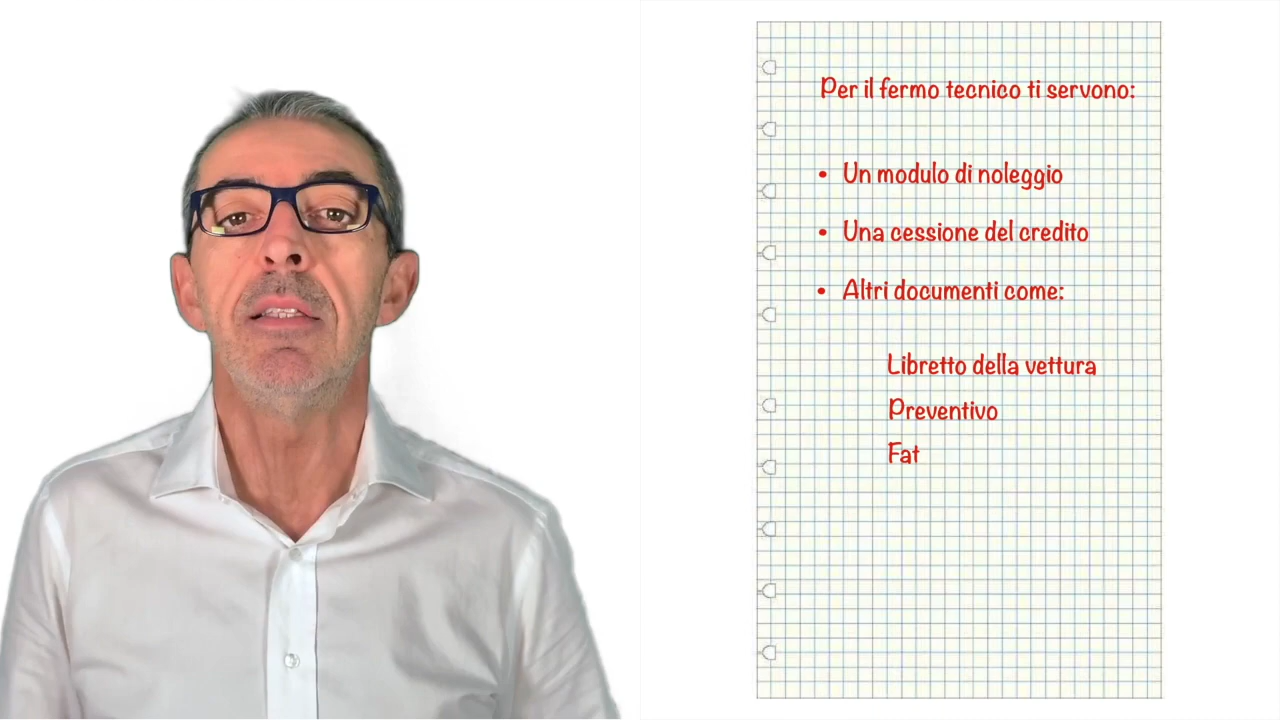 Per il fermo tecnico ti servono:
• Un modulo di noleggio
• Una cessione del credito
• Altri documenti come:
Libretto della vettura
Preventivo
Fat